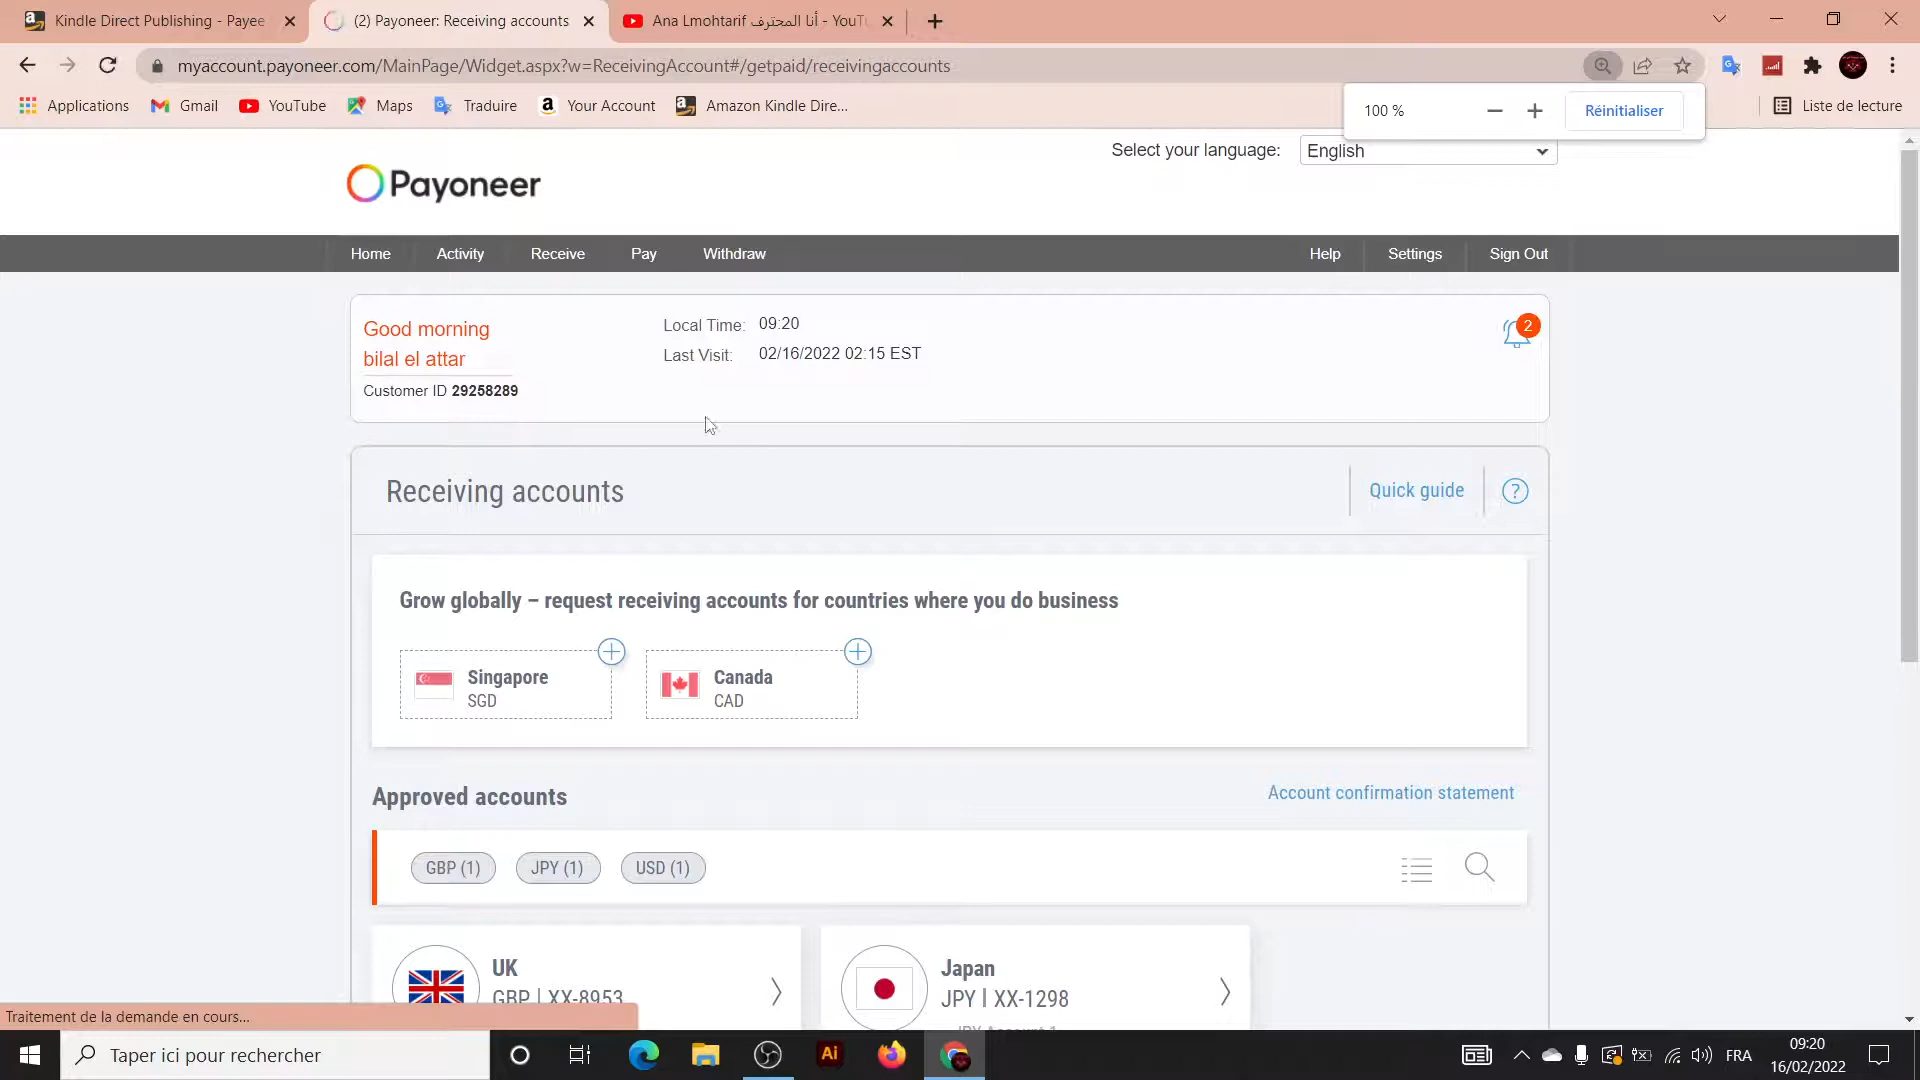 Kindle Direct Publishing - Payee
(2) Payoneer: Receiving accounts
Ana Lmohtarif أنا المحترف - YouTu
myaccount.payoneer.com/MainPage/Widget.aspx?w=ReceivingAccount#/getpaid/receivingaccounts
Applications
Gmail
YouTube
Maps
Traduire
Your Account
Amazon Kindle Dire...
100 %
Réinitialiser
Liste de lecture
Select your language:
English
Payoneer
Home
Activity
Receive
Pay
Withdraw
Help
Settings
Sign Out
Good morning
bilal el attar
Customer ID 29258289
Local Time: 09:20
Last Visit: 02/16/2022 02:15 EST
2
Receiving accounts
Quick guide
?
Grow globally – request receiving accounts for countries where you do business
Singapore
SGD
Canada
CAD
Approved accounts
Account confirmation statement
GBP (1)
JPY (1)
USD (1)
UK
GBP | XX-8953
Japan
JPY | XX-1298
JPY Account 1
Traitement de la demande en cours...
Taper ici pour rechercher
Ai
FRA
09:20
16/02/2022